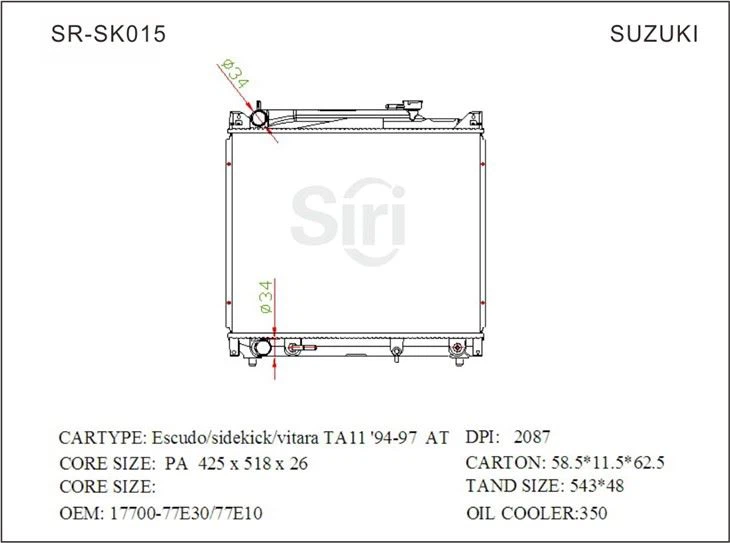 SR-SK015 SUZUKI
ø34
Siri
ø34
CARTYPE: Escudo/sidekick/vitara TA11 '94-97 AT DPI: 2087
CORE SIZE: PA 425 x 518 x 26 CARTON: 58.5*11.5*62.5
CORE SIZE: TAND SIZE: 543*48
OEM: 17700-77E30/77E10 OIL COOLER:350